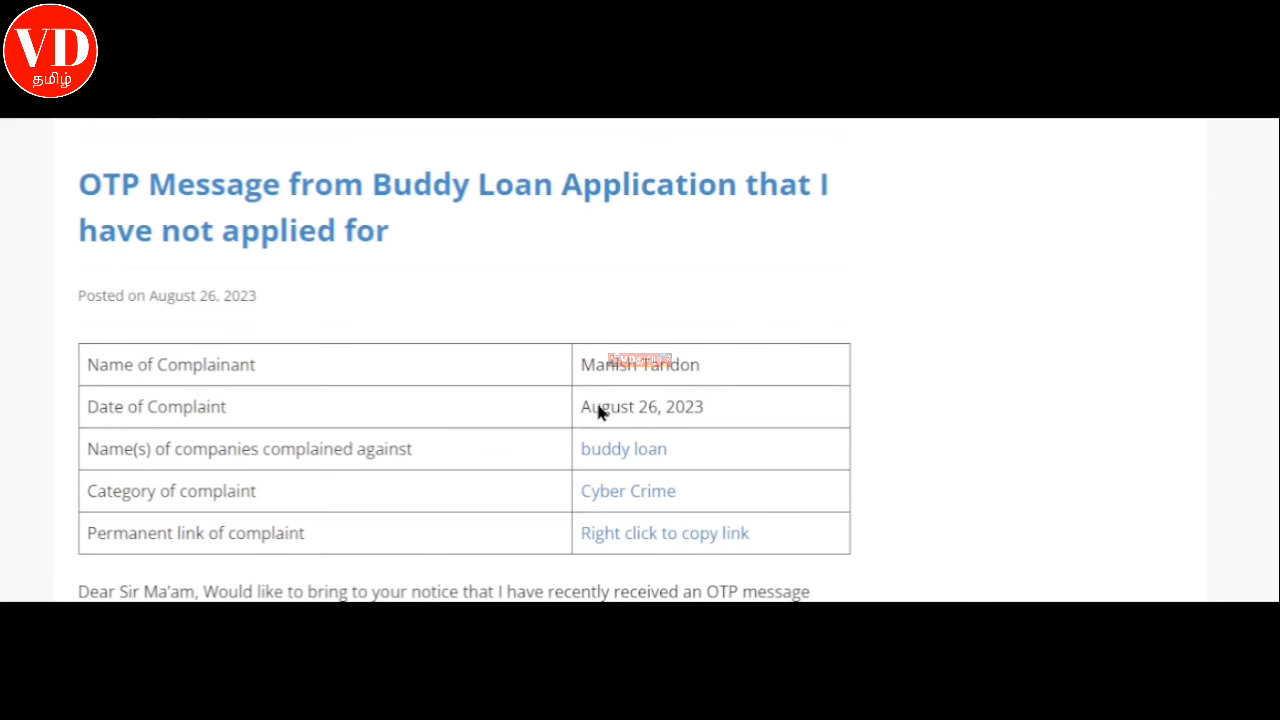 VD
தமிழ்
OTP Message from Buddy Loan Application that I
have not applied for
Posted on August 26, 2023
Name of Complainant Manish Tandon
Date of Complaint August 26, 2023
Name(s) of companies complained against buddy loan
Category of complaint Cyber Crime
Permanent link of complaint Right click to copy link
Dear Sir Ma'am, Would like to bring to your notice that I have recently received an OTP message